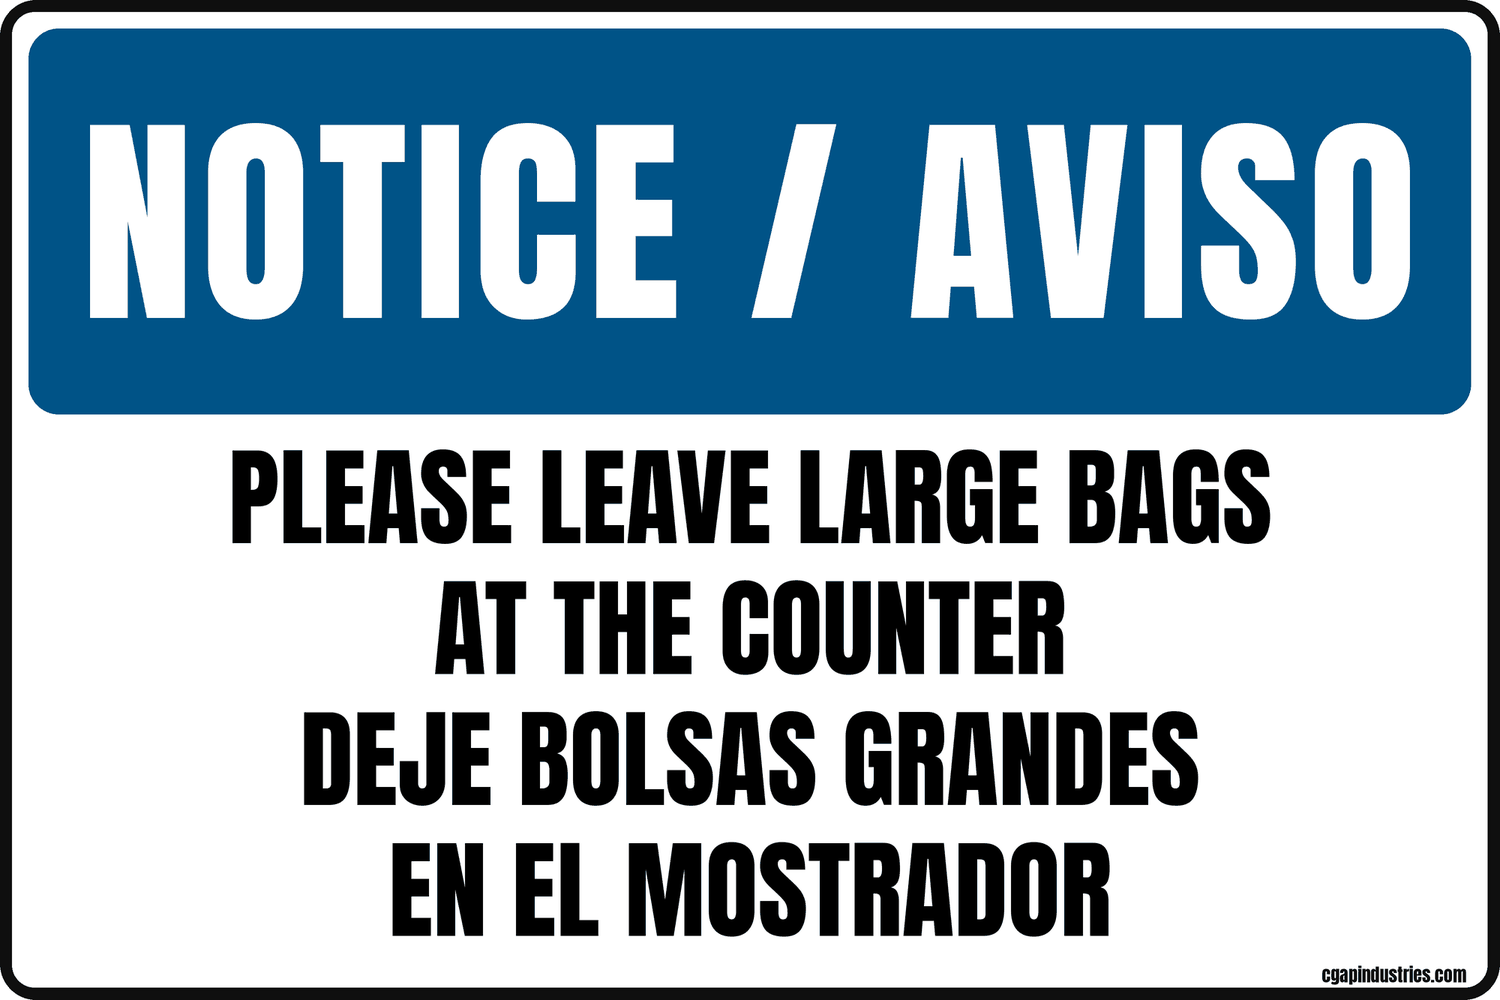 NOTICE / AVISO
PLEASE LEAVE LARGE BAGS
AT THE COUNTER
DEJE BOLSAS GRANDES
EN EL MOSTRADOR
cgapindustries.com